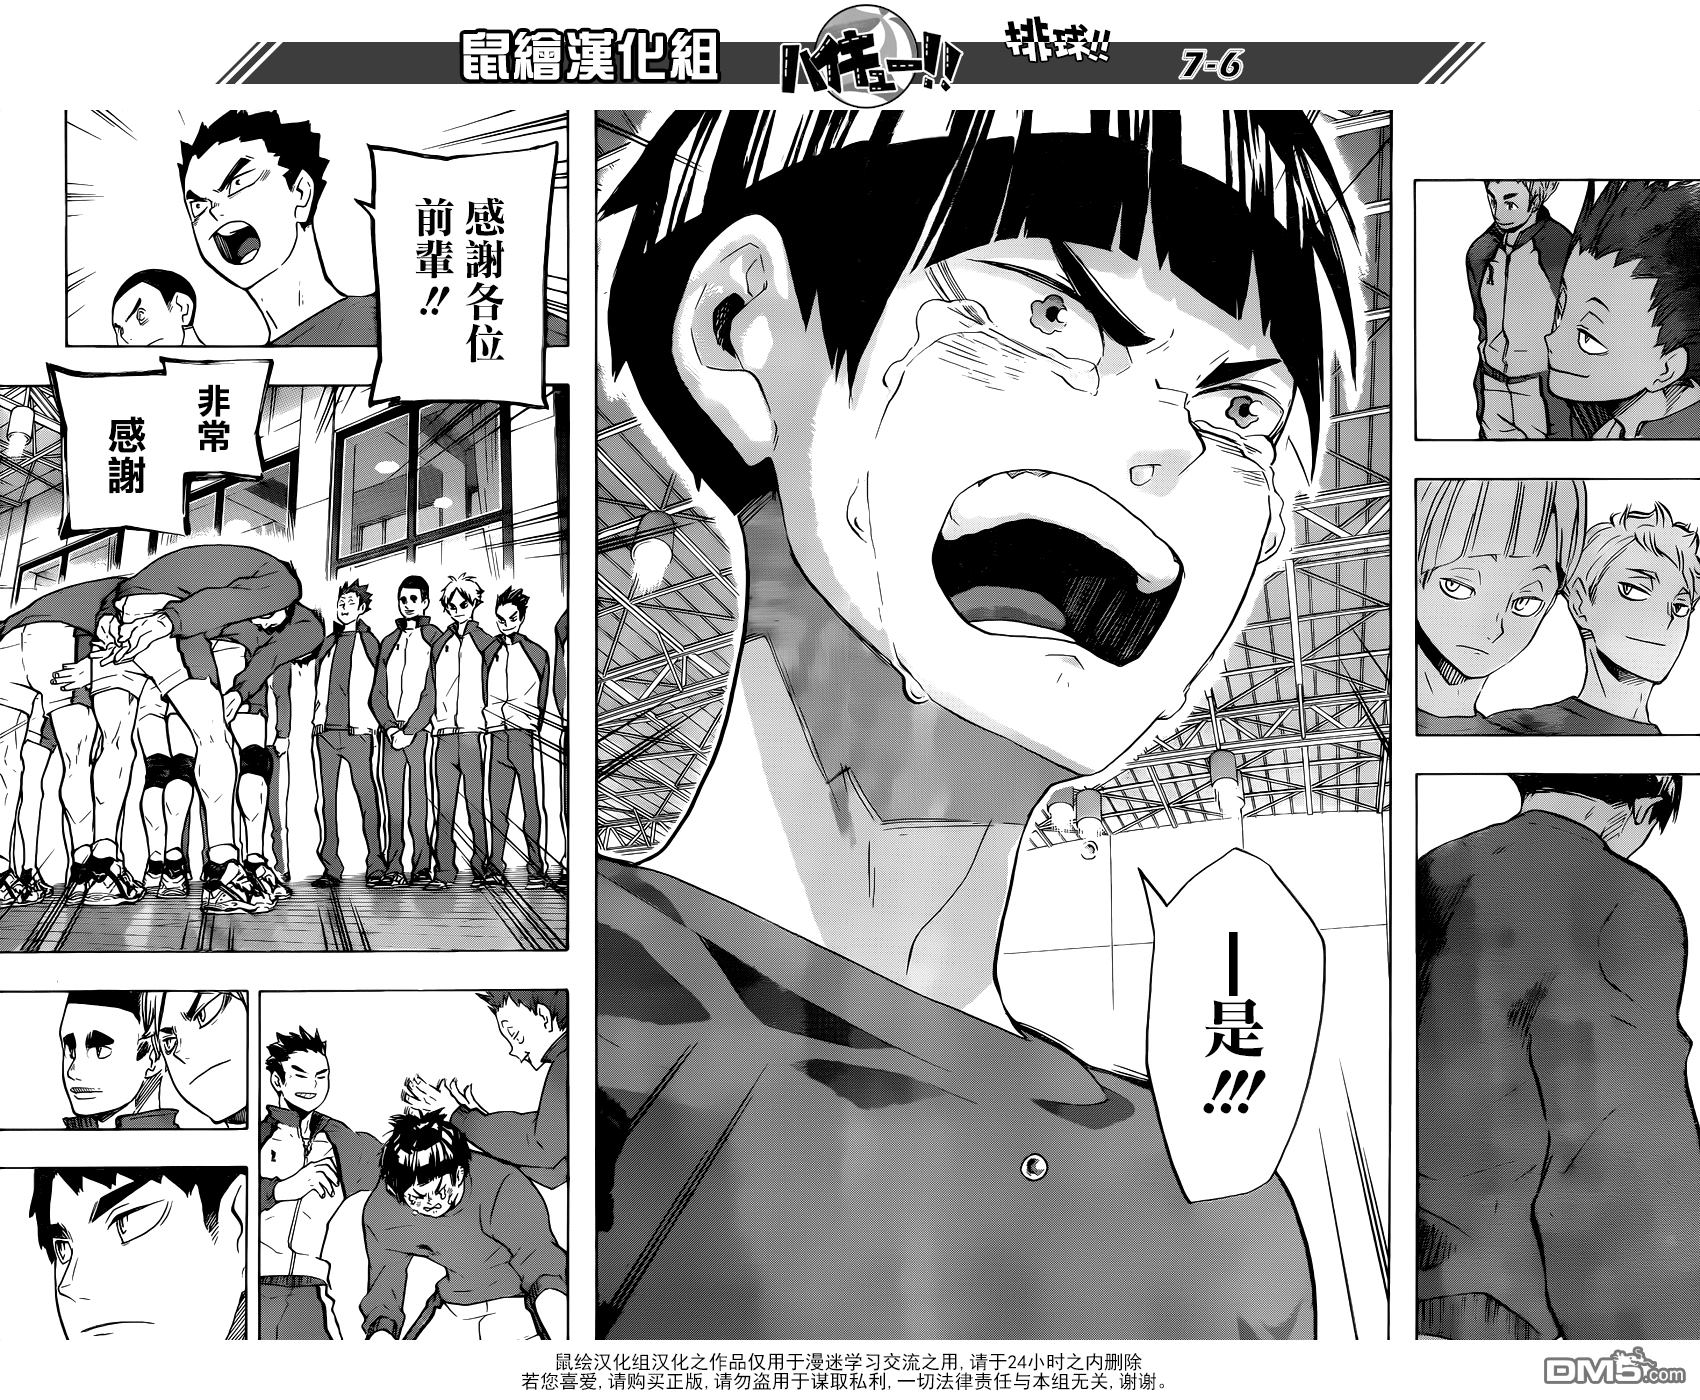 鼠繪漢化組
ハイキュー!!
排球!!
7-6
—是!!!
感謝各位
前輩!!
非常
感謝
鼠绘汉化组汉化之作品仅用于漫迷学习交流之用,请于24小时之内删除
若您喜爱,请购买正版,请勿盗用于谋取私利,一切法律责任与本组无关,谢谢。
DM5.com